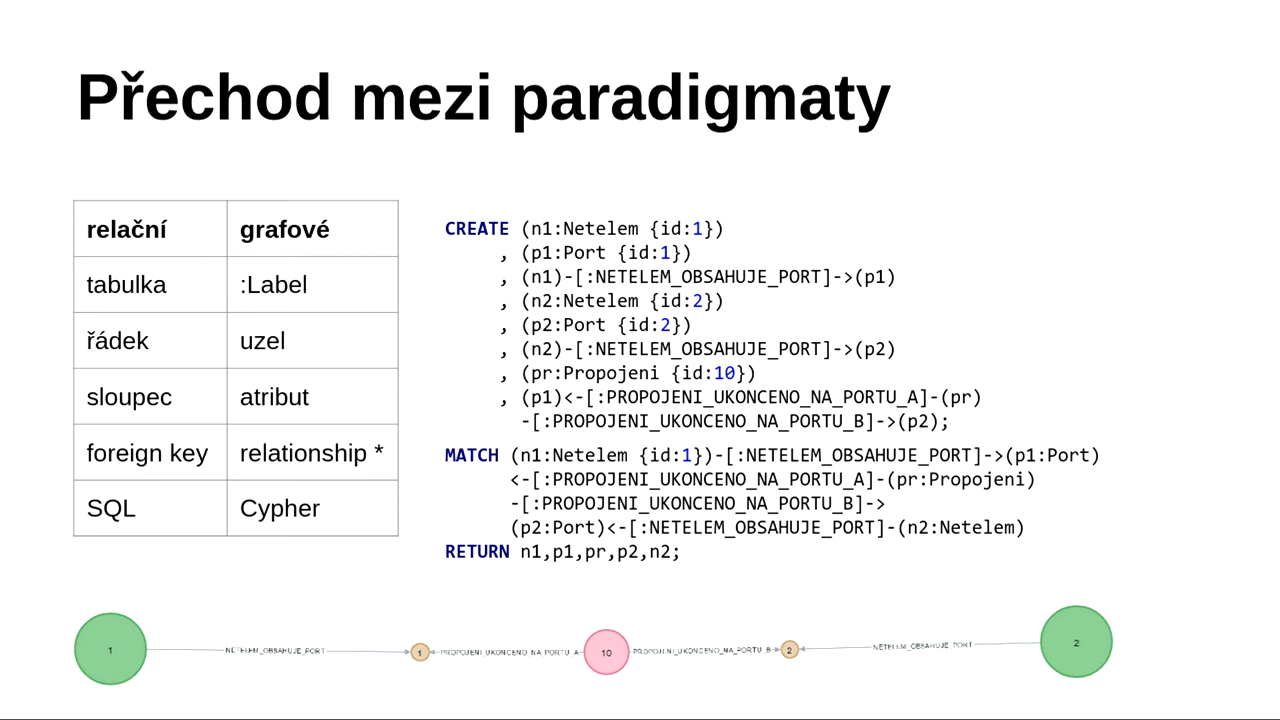 Přechod mezi paradigmaty
relační grafové
tabulka :Label
řádek uzel
sloupec atribut
foreign key relationship *
SQL Cypher
CREATE (n1:Netelem {id:1})
, (p1:Port {id:1})
, (n1)-[:NETELEM_OBSAHUJE_PORT]->(p1)
, (n2:Netelem {id:2})
, (p2:Port {id:2})
, (n2)-[:NETELEM_OBSAHUJE_PORT]->(p2)
, (pr:Propojeni {id:10})
, (p1)<-[:PROPOJENI_UKONCENO_NA_PORTU_A]-(pr)
-[:PROPOJENI_UKONCENO_NA_PORTU_B]->(p2);
MATCH (n1:Netelem {id:1})-[:NETELEM_OBSAHUJE_PORT]->(p1:Port)
<-[:PROPOJENI_UKONCENO_NA_PORTU_A]-(pr:Propojeni)
-[:PROPOJENI_UKONCENO_NA_PORTU_B]->
(p2:Port)<-[:NETELEM_OBSAHUJE_PORT]-(n2:Netelem)
RETURN n1,p1,pr,p2,n2;
1 NETELEM_OBSAHUJE_PORT 1 PROPOJENI_UKONCENO_NA_PORTU_A 10 PROPOJENI_UKONCENO_NA_PORTU_B 2 NETELEM_OBSAHUJE_PORT 2